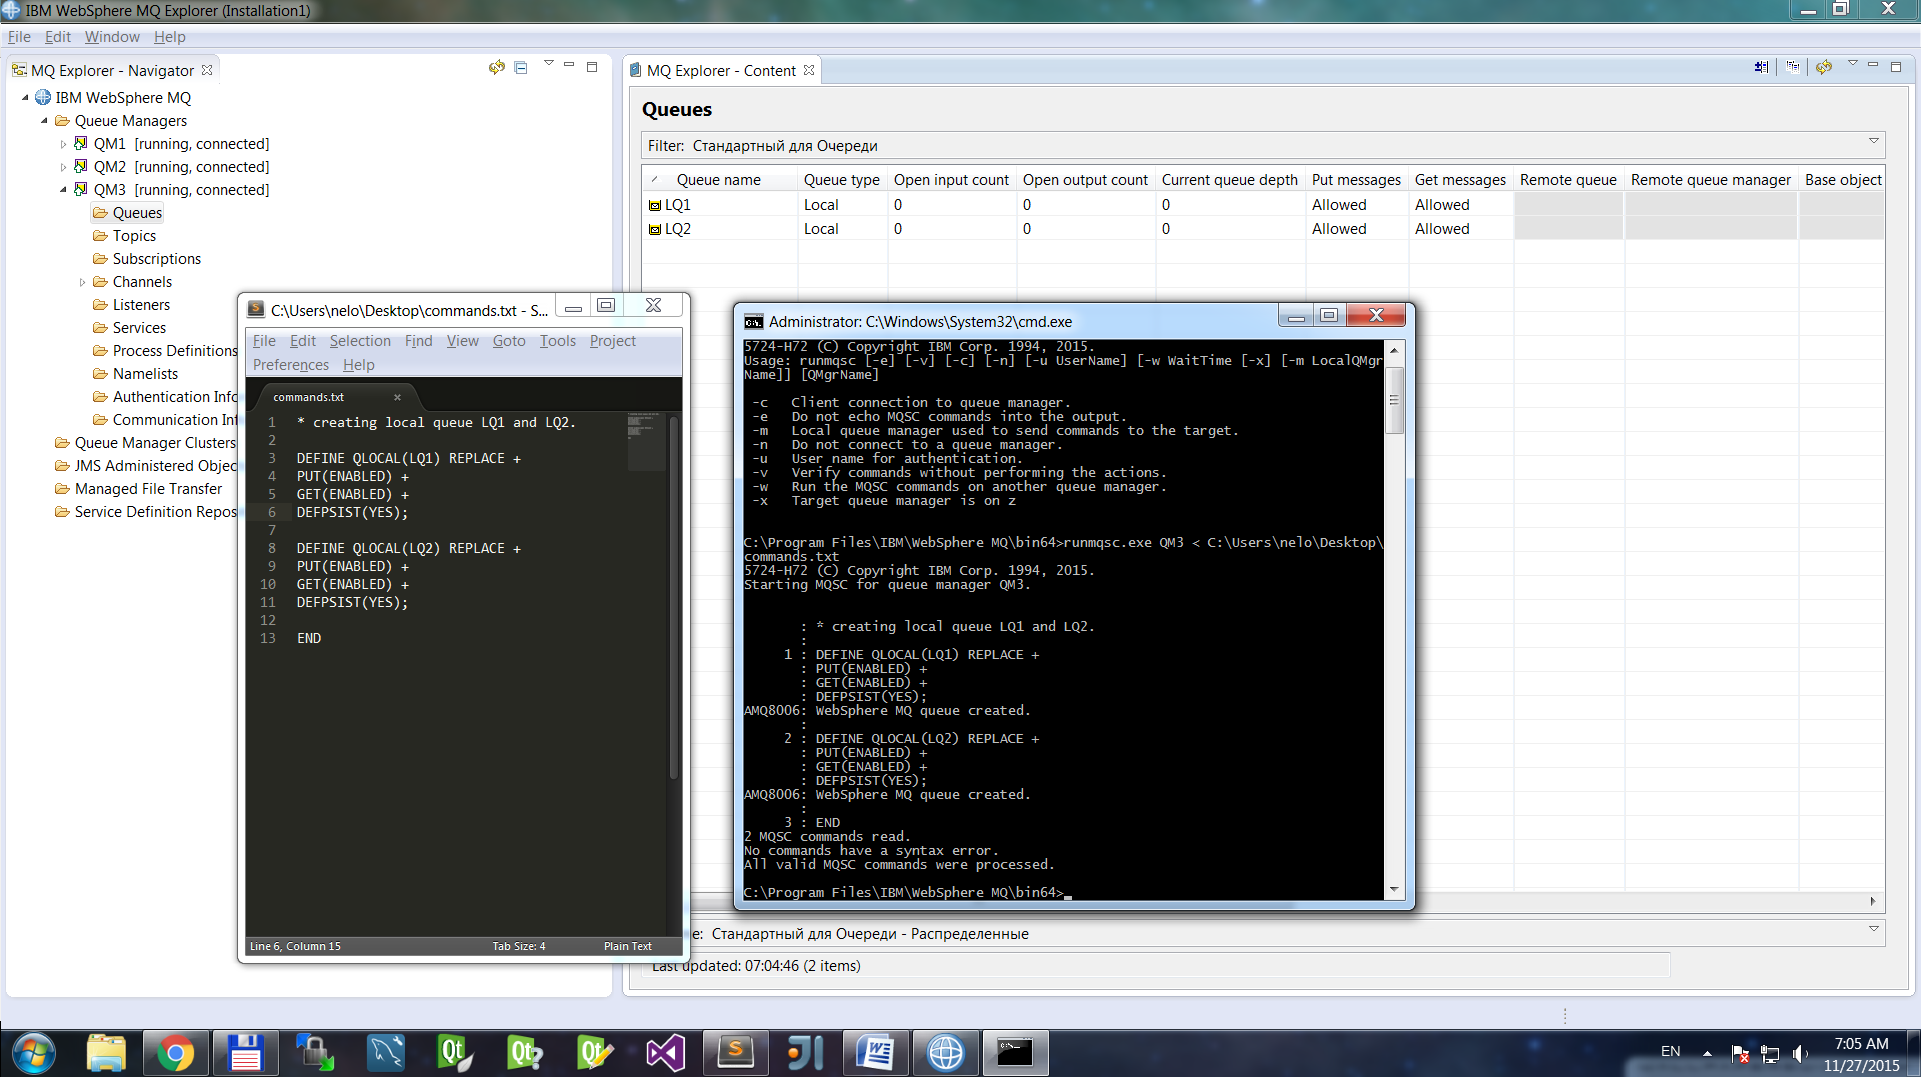 IBM WebSphere MQ Explorer (Installation1)
File Edit Window Help
MQ Explorer - Navigator
IBM WebSphere MQ
Queue Managers
QM1 [running, connected]
QM2 [running, connected]
QM3 [running, connected]
Queues
Topics
Subscriptions
Channels
Listeners
Services
Process Definitions
Namelists
Authentication Info
Communication Inf
Queue Manager Clusters
JMS Administered Objec
Managed File Transfer
Service Definition Repos
MQ Explorer - Content
Queues
Filter: Стандартный для Очереди
Queue name Queue type Open input count Open output count Current queue depth Put messages Get messages Remote queue Remote queue manager Base object
LQ1 Local 0 0 0 Allowed Allowed
LQ2 Local 0 0 0 Allowed Allowed
e: Стандартный для Очереди - Распределенные
Last updated: 07:04:46 (2 items)
C:\Users\nelo\Desktop\commands.txt - S...
File Edit Selection Find View Goto Tools Project
Preferences Help
commands.txt
1 * creating local queue LQ1 and LQ2.
2
3 DEFINE QLOCAL(LQ1) REPLACE +
4 PUT(ENABLED) +
5 GET(ENABLED) +
6 DEFPSIST(YES);
7
8 DEFINE QLOCAL(LQ2) REPLACE +
9 PUT(ENABLED) +
10 GET(ENABLED) +
11 DEFPSIST(YES);
12
13 END
Line 6, Column 15 Tab Size: 4 Plain Text
Administrator: C:\Windows\System32\cmd.exe
5724-H72 (C) Copyright IBM Corp. 1994, 2015.
Usage: runmqsc [-e] [-v] [-c] [-n] [-u UserName] [-w WaitTime [-x] [-m LocalQMgr
Name]] [QMgrName]
-c Client connection to queue manager.
-e Do not echo MQSC commands into the output.
-m Local queue manager used to send commands to the target.
-n Do not connect to a queue manager.
-u User name for authentication.
-v Verify commands without performing the actions.
-w Run the MQSC commands on another queue manager.
-x Target queue manager is on z
C:\Program Files\IBM\WebSphere MQ\bin64>runmqsc.exe QM3 < C:\Users\nelo\Desktop\
commands.txt
5724-H72 (C) Copyright IBM Corp. 1994, 2015.
Starting MQSC for queue manager QM3.
: * creating local queue LQ1 and LQ2.
:
1 : DEFINE QLOCAL(LQ1) REPLACE +
: PUT(ENABLED) +
: GET(ENABLED) +
: DEFPSIST(YES);
AMQ8006: WebSphere MQ queue created.
:
2 : DEFINE QLOCAL(LQ2) REPLACE +
: PUT(ENABLED) +
: GET(ENABLED) +
: DEFPSIST(YES);
AMQ8006: WebSphere MQ queue created.
:
3 : END
2 MQSC commands read.
No commands have a syntax error.
All valid MQSC commands were processed.
C:\Program Files\IBM\WebSphere MQ\bin64>_
EN
7:05 AM
11/27/2015